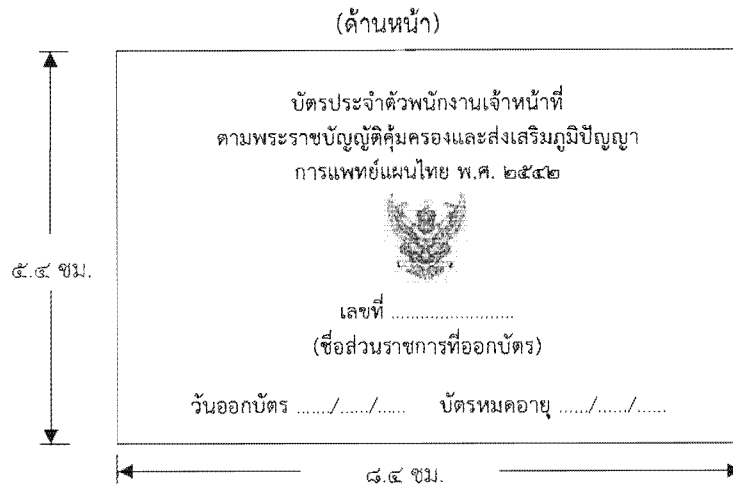 (ด้านหน้า)
บัตรประจำตัวพนักงานเจ้าหน้าที่
ตามพระราชบัญญัติคุ้มครองและส่งเสริมภูมิปัญญา
การแพทย์แผนไทย พ.ศ. ๒๕๔๒
๕.๔ ซม.
เลขที่ ........................
(ชื่อส่วนราชการที่ออกบัตร)
วันออกบัตร ....../....../...... บัตรหมดอายุ ....../....../......
๘.๔ ซม.